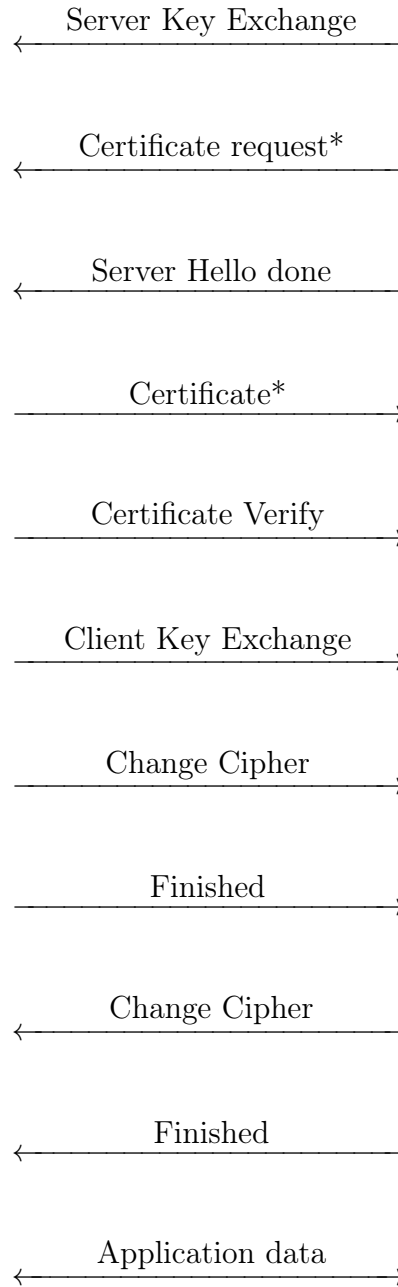 Server Key Exchange
Certificate request*
Server Hello done
Certificate*
Certificate Verify
Client Key Exchange
Change Cipher
Finished
Change Cipher
Finished
Application data